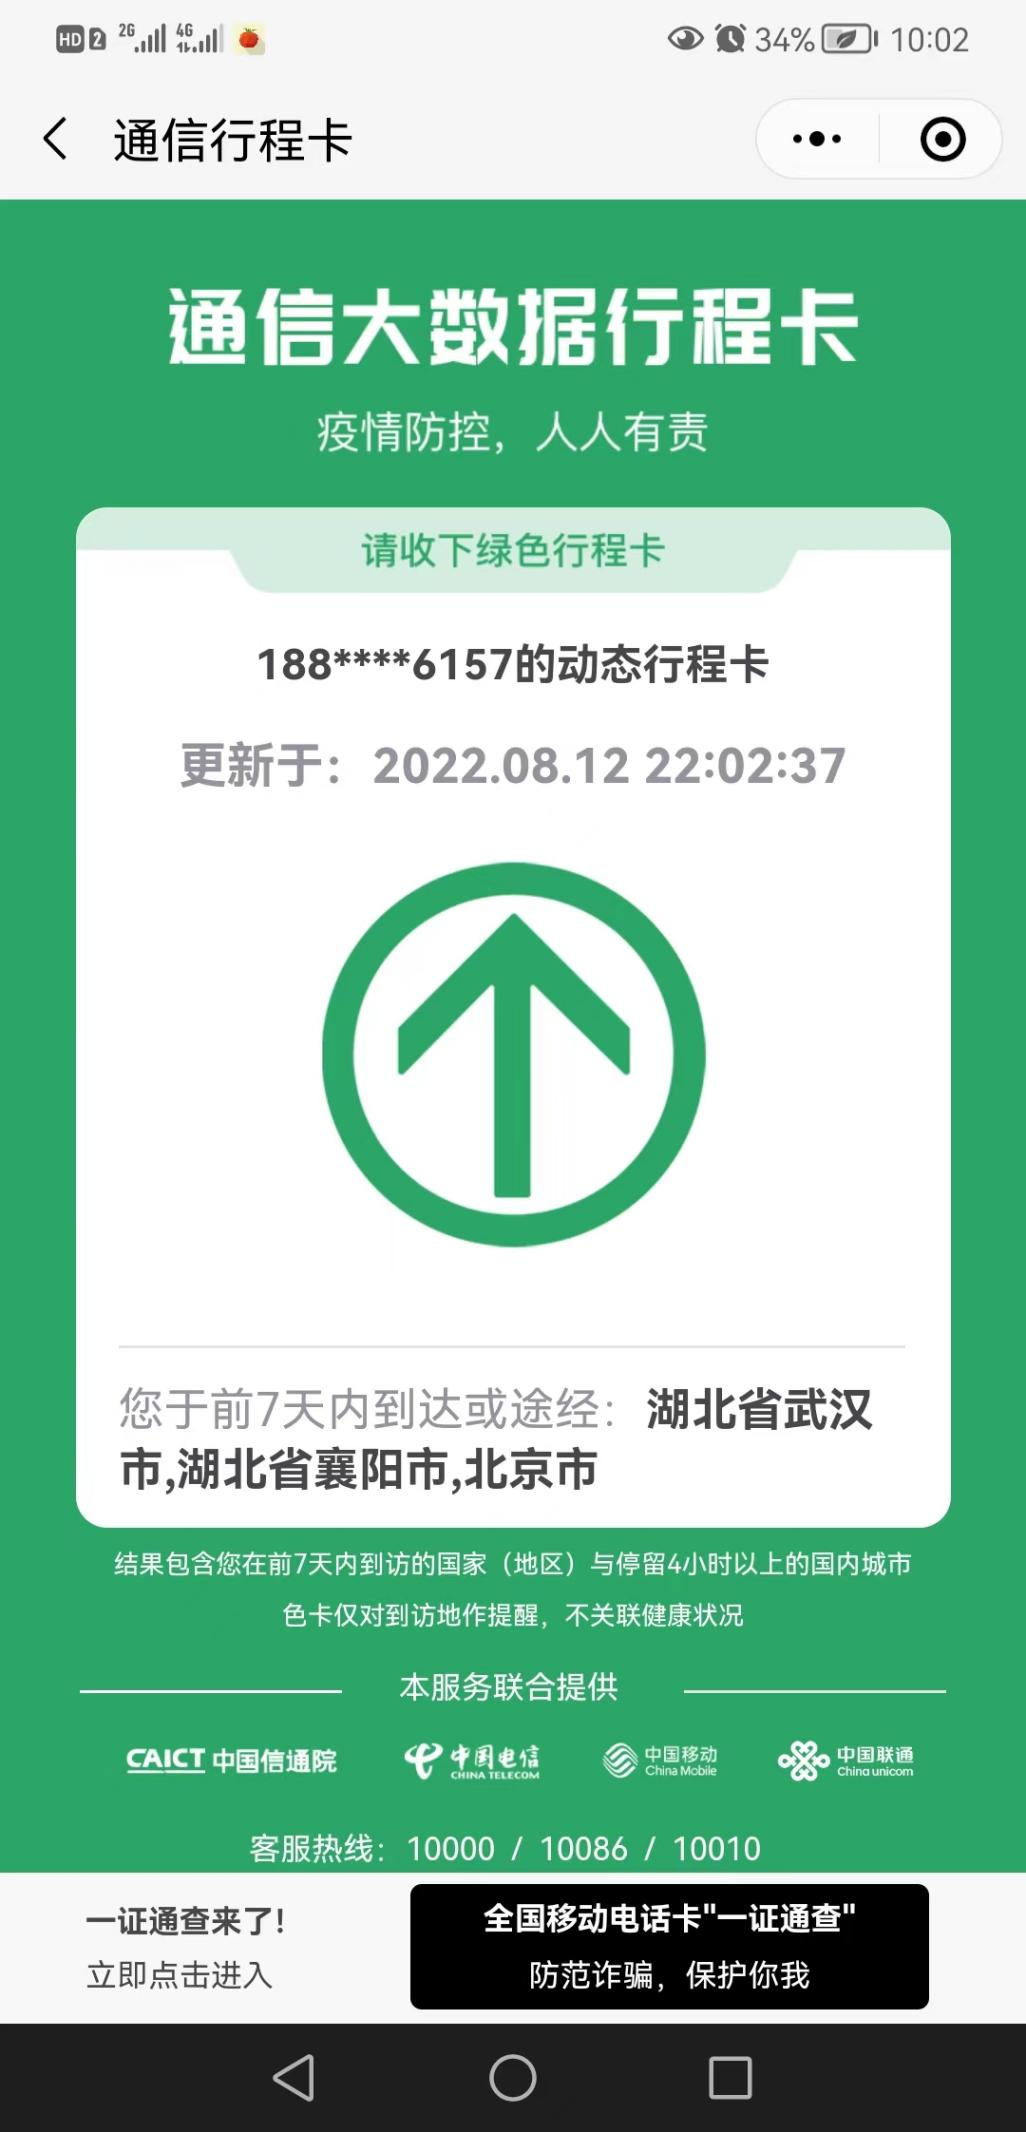 HD 2 2G 4G 34% 10:02
通信行程卡
通信大数据行程卡
疫情防控，人人有责
请收下绿色行程卡
188****6157的动态行程卡
更新于：2022.08.12 22:02:37
您于前7天内到达或途经：湖北省武汉
市,湖北省襄阳市,北京市
结果包含您在前7天内到访的国家（地区）与停留4小时以上的国内城市
色卡仅对到访地作提醒，不关联健康状况
本服务联合提供
CAICT 中国信通院 中国电信 CHINA TELECOM 中国移动 China Mobile 中国联通 China unicom
客服热线：10000 / 10086 / 10010
一证通查来了!
立即点击进入
全国移动电话卡"一证通查"
防范诈骗，保护你我